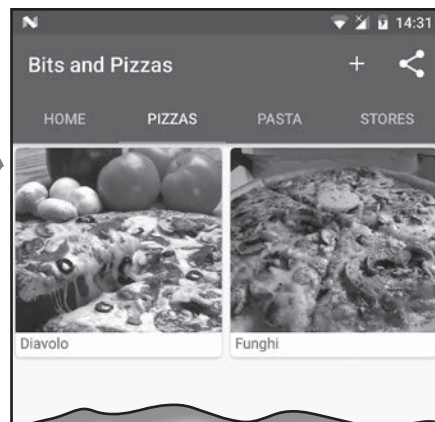 14:31
Bits and Pizzas
HOME PIZZAS PASTA STORES
Diavolo Funghi